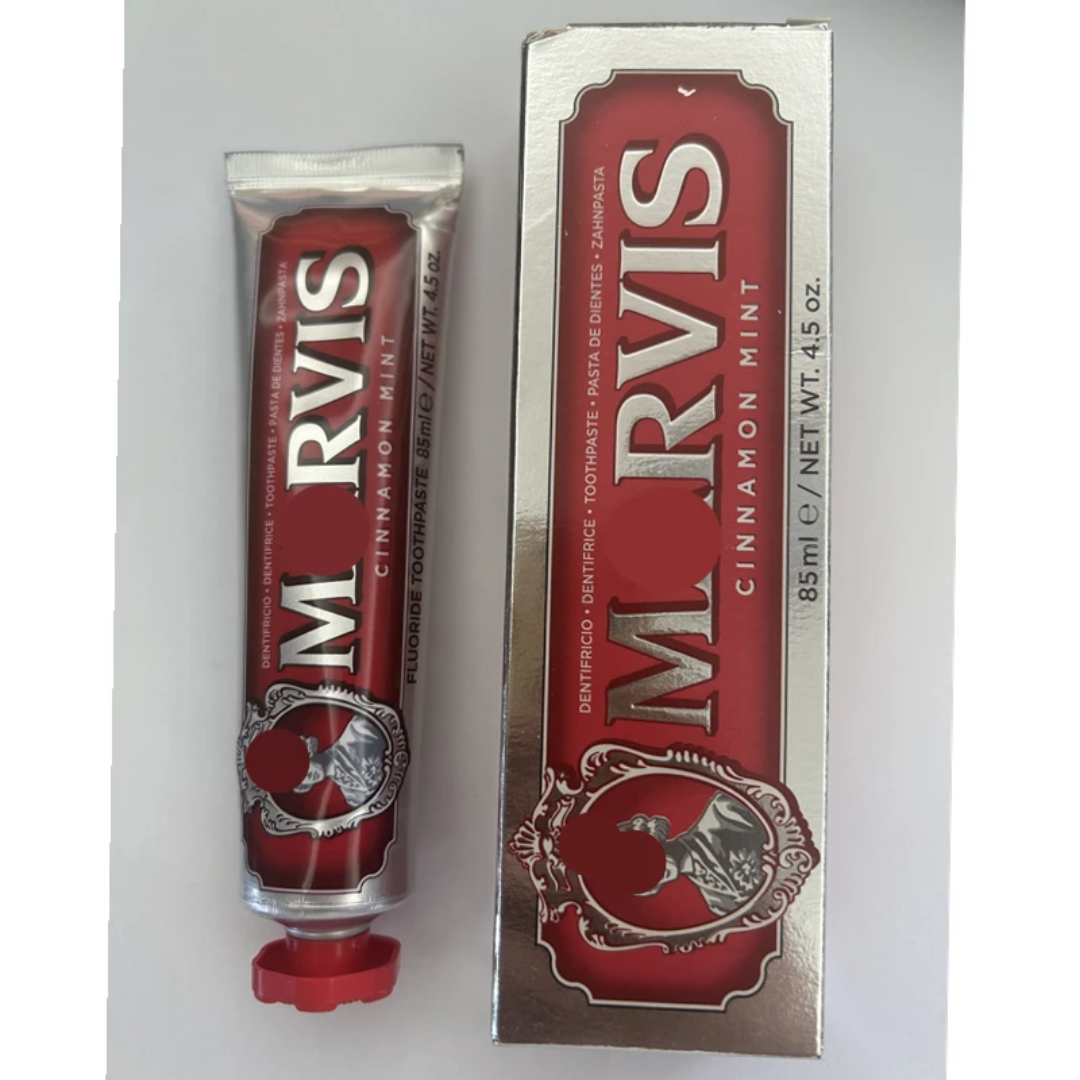 DENTIFRICIO • DENTIFRICE • TOOTHPASTE • PASTA DE DIENTES • ZAHNPASTA
M RVIS
CINNAMON MINT
FLUORIDE TOOTHPASTE 85ml ℮ / NET WT. 4.5 OZ.
DENTIFRICIO • DENTIFRICE • TOOTHPASTE • PASTA DE DIENTES • ZAHNPASTA
M RVIS
CINNAMON MINT
85ml ℮ / NET WT. 4.5 OZ.